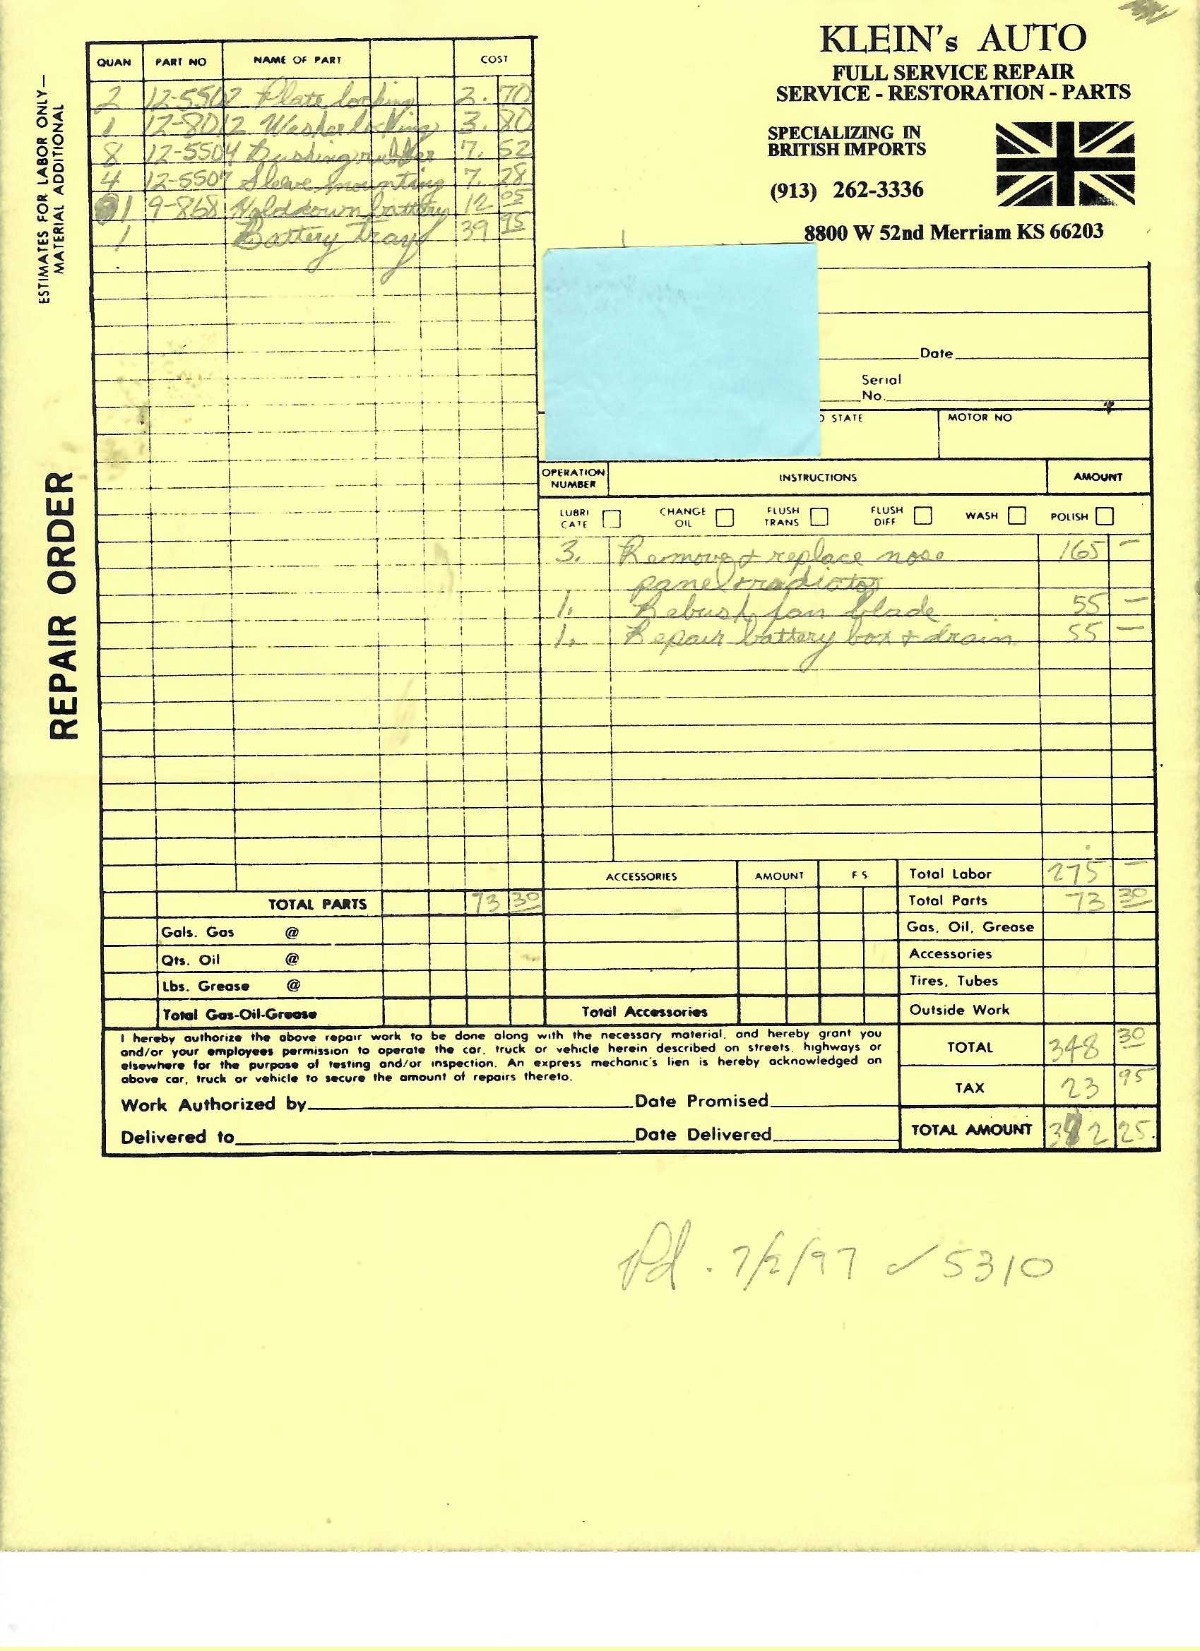 KLEIN's AUTO
FULL SERVICE REPAIR
SERVICE - RESTORATION - PARTS
SPECIALIZING IN
BRITISH IMPORTS
(913) 262-3336
8800 W 52nd Merriam KS 66203
ESTIMATES FOR LABOR ONLY—
MATERIAL ADDITIONAL
REPAIR ORDER
QUAN PART NO NAME OF PART COST
2 12-5502 Plate locking 2. 70
1 12-8012 Washer locking 3. 80
8 12-5504 Bushing rubber 7. 52
4 12-5507 Sleeve mounting 7. 28
1 9-868 Holddown battery 12 05
1 Battery tray 39 95
Date
Serial
No.
STATE MOTOR NO
OPERATION NUMBER INSTRUCTIONS AMOUNT
LUBRI CATE CHANGE OIL FLUSH TRANS FLUSH DIFF WASH POLISH
3. Remove + replace nose 165 —
panel + radiator
1. Rebush fan blade 55 —
1. Repair battery box + drain 55 —
ACCESSORIES AMOUNT F S
Total Labor 275 —
TOTAL PARTS 73 30
Total Parts 73 30
Gals. Gas @
Gas, Oil, Grease
Qts. Oil @
Accessories
Lbs. Grease @
Tires, Tubes
Total Gas-Oil-Grease
Total Accessories
Outside Work
I hereby authorize the above repair work to be done along with the necessary material, and hereby grant you
and/or your employees permission to operate the car, truck or vehicle herein described on streets, highways or
elsewhere for the purpose of testing and/or inspection. An express mechanic's lien is hereby acknowledged on
above car, truck or vehicle to secure the amount of repairs thereto.
TOTAL 348 30
TAX 23 95
Work Authorized by Date Promised
Delivered to Date Delivered
TOTAL AMOUNT 372 25
Pd. 7/2/97 ✓ 5310